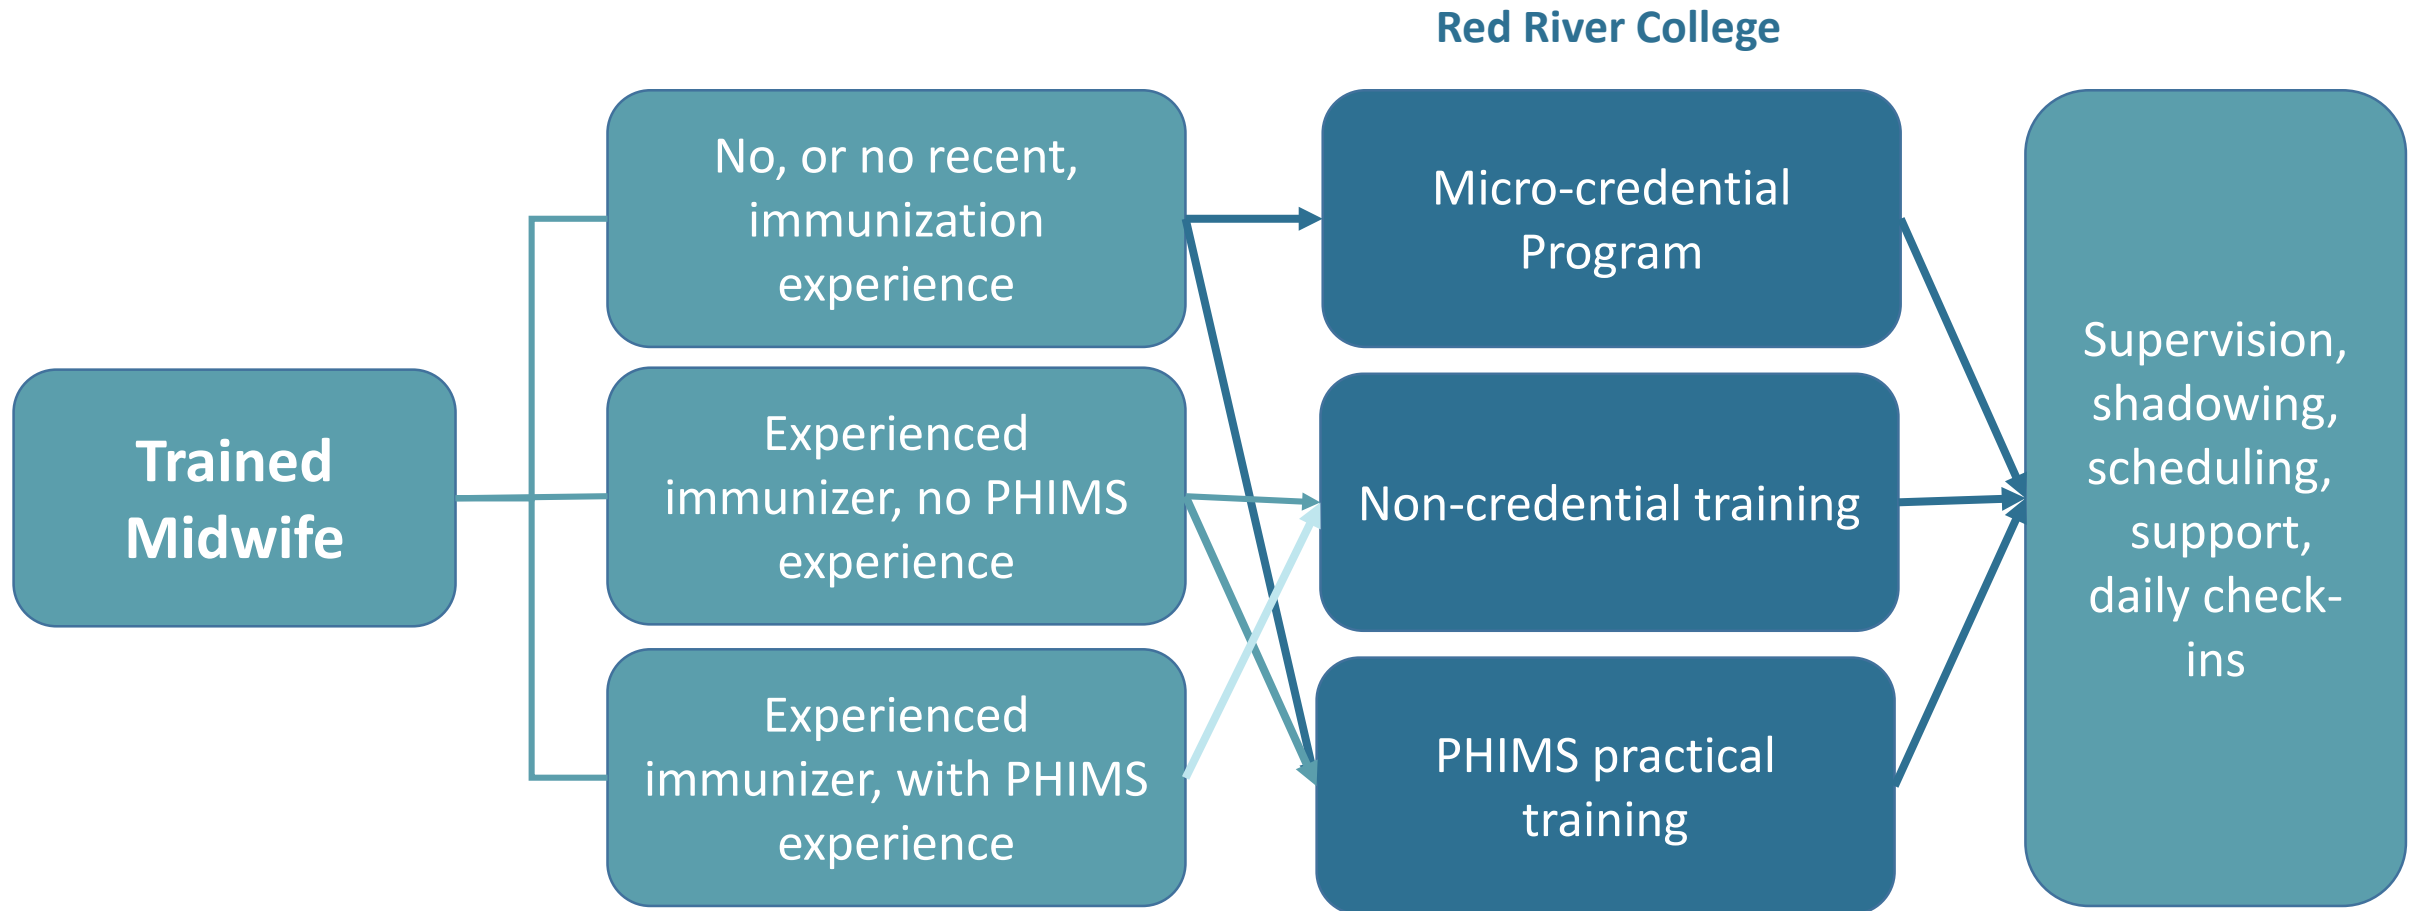 Red River College
Trained
Midwife
No, or no recent,
immunization
experience
Experienced
immunizer, no PHIMS
experience
Experienced
immunizer, with PHIMS
experience
Micro-credential
Program
Non-credential training
PHIMS practical
training
Supervision,
shadowing,
scheduling,
support,
daily check-
ins